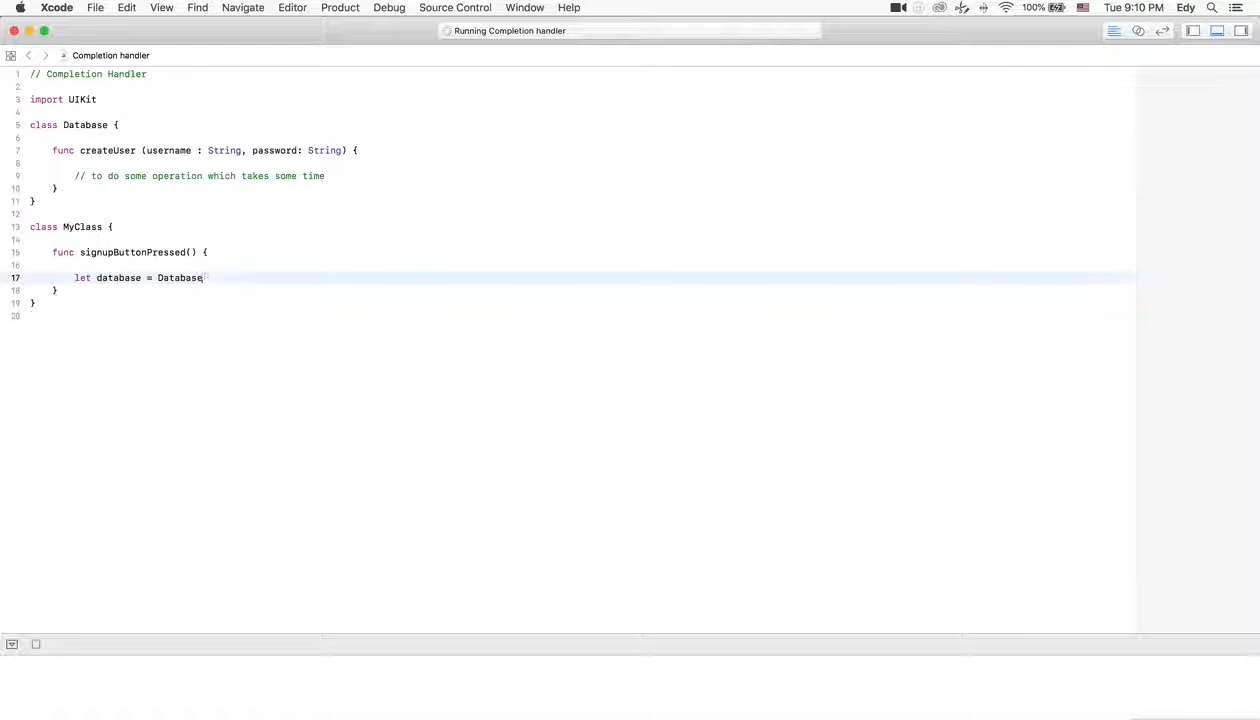 Xcode File Edit View Find Navigate Editor Product Debug Source Control Window Help 100% Tue 9:10 PM Edy
Running Completion handler
Completion handler
1 // Completion Handler
2
3 import UIKit
4
5 class Database {
6
7 func createUser (username : String, password: String) {
8
9 // to do some operation which takes some time
10 }
11 }
12
13 class MyClass {
14
15 func signupButtonPressed() {
16
17 let database = Database
18 }
19 }
20